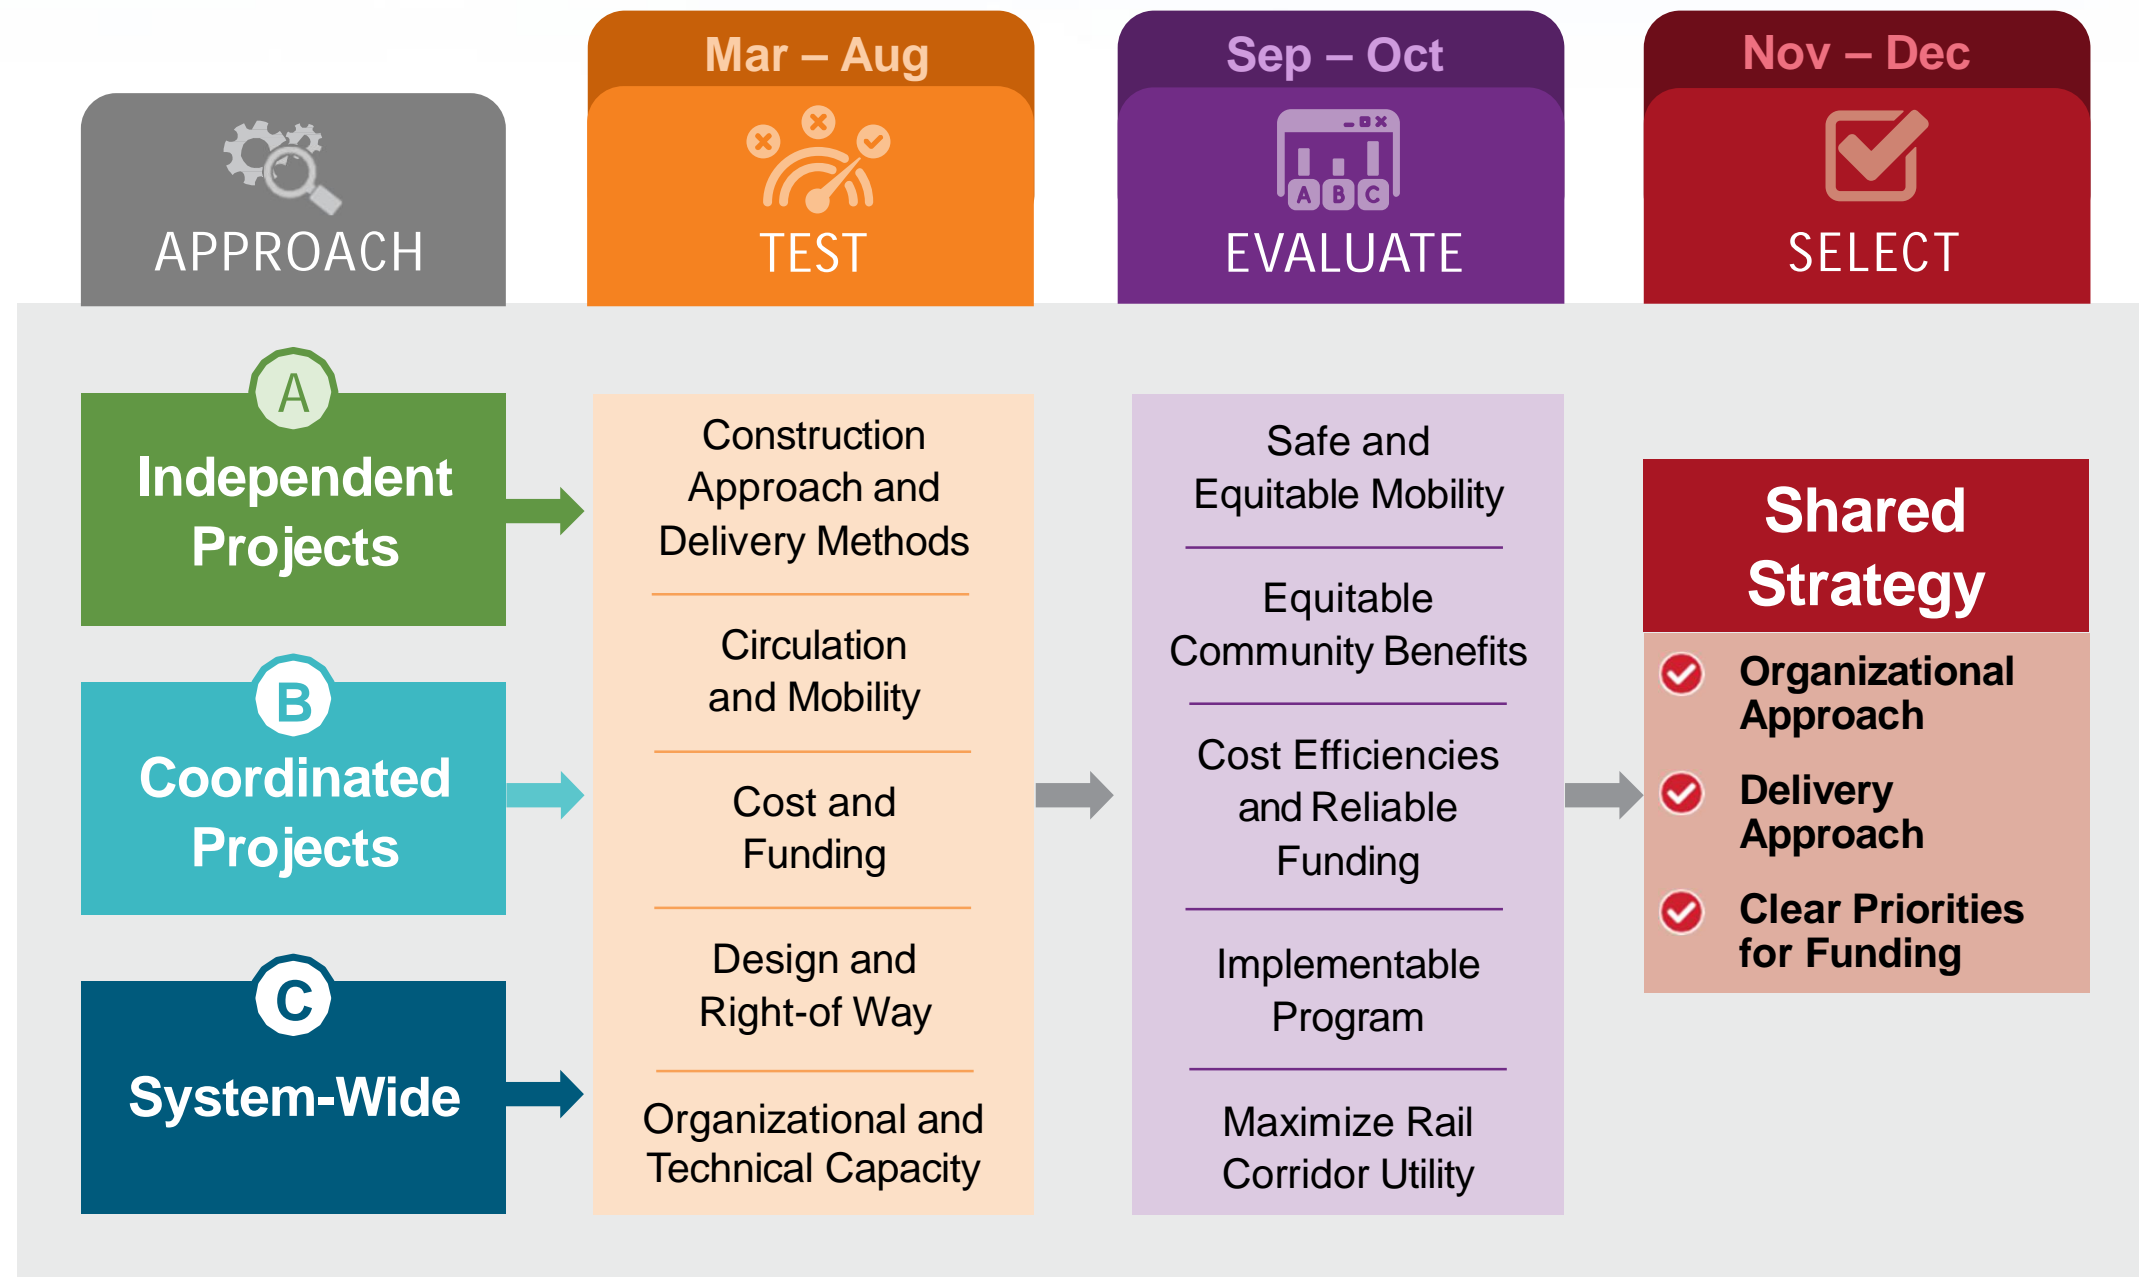 Mar – Aug
Sep – Oct
Nov – Dec
A B C
APPROACH
TEST
EVALUATE
SELECT
A
Independent
Projects
B
Coordinated
Projects
C
System-Wide
Construction
Approach and
Delivery Methods
Circulation
and Mobility
Cost and
Funding
Design and
Right-of Way
Organizational and
Technical Capacity
Safe and
Equitable Mobility
Equitable
Community Benefits
Cost Efficiencies
and Reliable
Funding
Implementable
Program
Maximize Rail
Corridor Utility
Shared
Strategy
Organizational
Approach
Delivery
Approach
Clear Priorities
for Funding